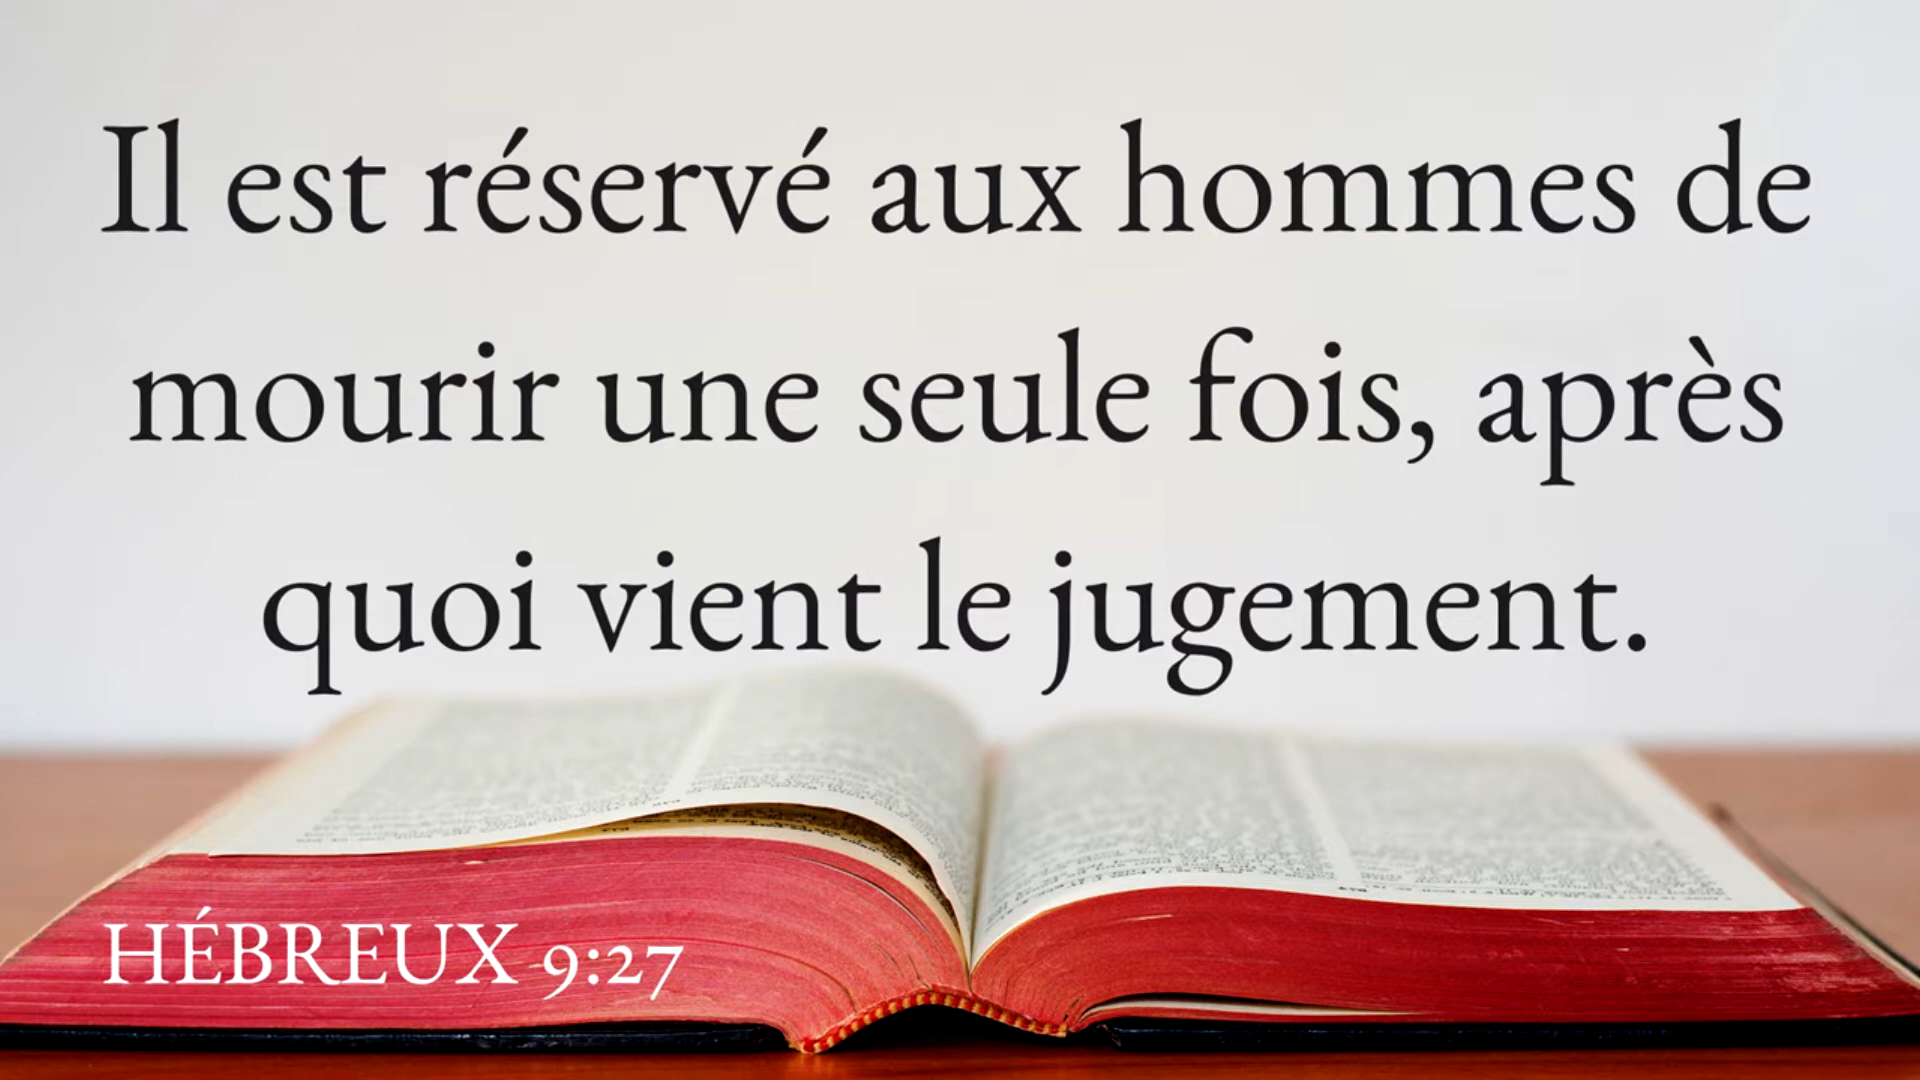 Il est réservé aux hommes de
mourir une seule fois, après
quoi vient le jugement.
HÉBREUX 9:27